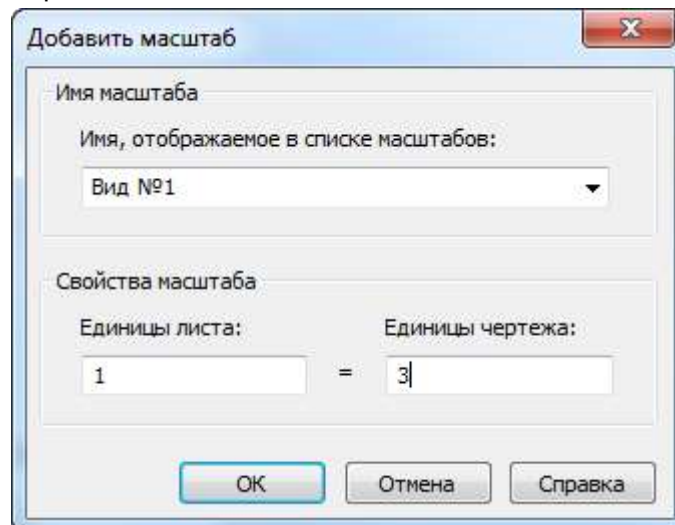 Добавить масштаб
Имя масштаба
Имя, отображаемое в списке масштабов:
Вид №1
Свойства масштаба
Единицы листа: Единицы чертежа:
1 = 3
ОК Отмена Справка